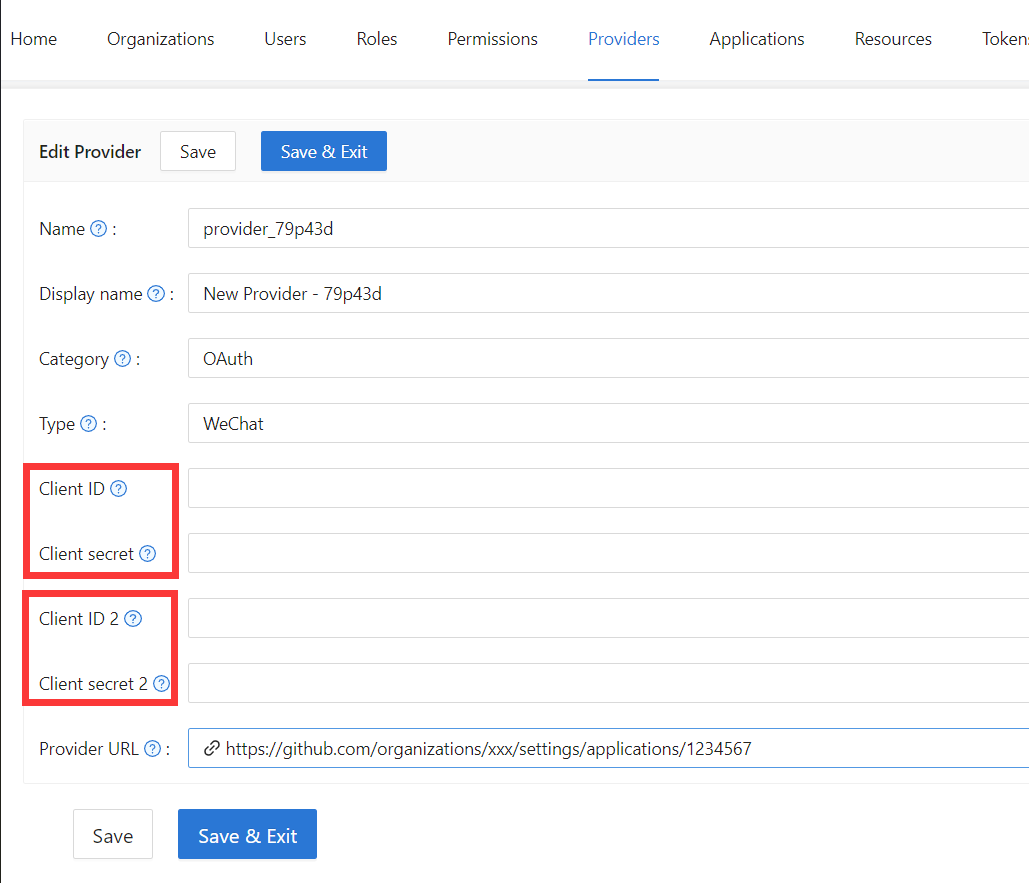 Home Organizations Users Roles Permissions Providers Applications Resources Tokens
Edit Provider Save Save & Exit
Name ? : provider_79p43d
Display name ? : New Provider - 79p43d
Category ? : OAuth
Type ? : WeChat
Client ID ?
Client secret ?
Client ID 2 ?
Client secret 2 ?
Provider URL ? : https://github.com/organizations/xxx/settings/applications/1234567
Save Save & Exit